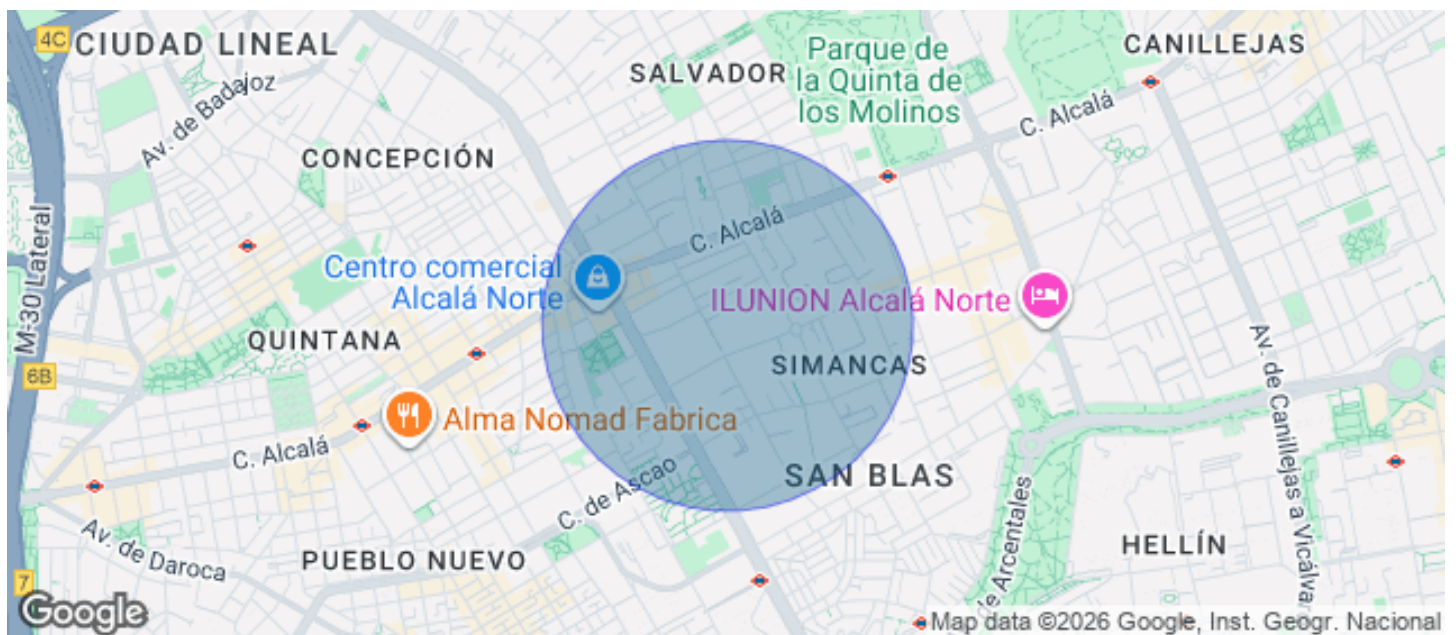 4C
CIUDAD LINEAL
CANILLEJAS
Parque de
la Quinta de
los Molinos
SALVADOR
Av. de Badajoz
C. Alcalá
CONCEPCIÓN
C. Alcalá
M-30 Lateral
Centro comercial
Alcalá Norte
ILUNION Alcalá Norte
QUINTANA
SIMANCAS
6B
Alma Nomad Fabrica
Av. de Canillejas a Vicálvar
C. Alcalá
SAN BLAS
C. de Ascao
Av. de Daroca
PUEBLO NUEVO
de Arcentales
HELLÍN
7
Google
Map data ©2026 Google, Inst. Geogr. Nacional